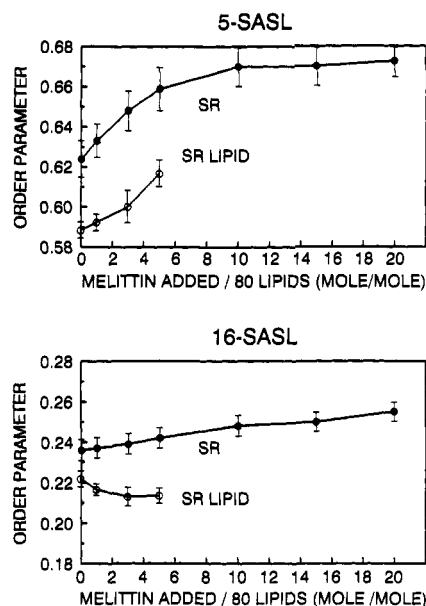 5-SASL
ORDER PARAMETER
0.68
0.66
0.64
0.62
0.60
0.58
SR
SR LIPID
0 2 4 6 8 10 12 14 16 18 20
MELITTIN ADDED / 80 LIPIDS (MOLE/MOLE)
16-SASL
ORDER PARAMETER
0.28
0.26
0.24
0.22
0.20
0.18
SR
SR LIPID
0 2 4 6 8 10 12 14 16 18 20
MELITTIN ADDED / 80 LIPIDS (MOLE/MOLE)